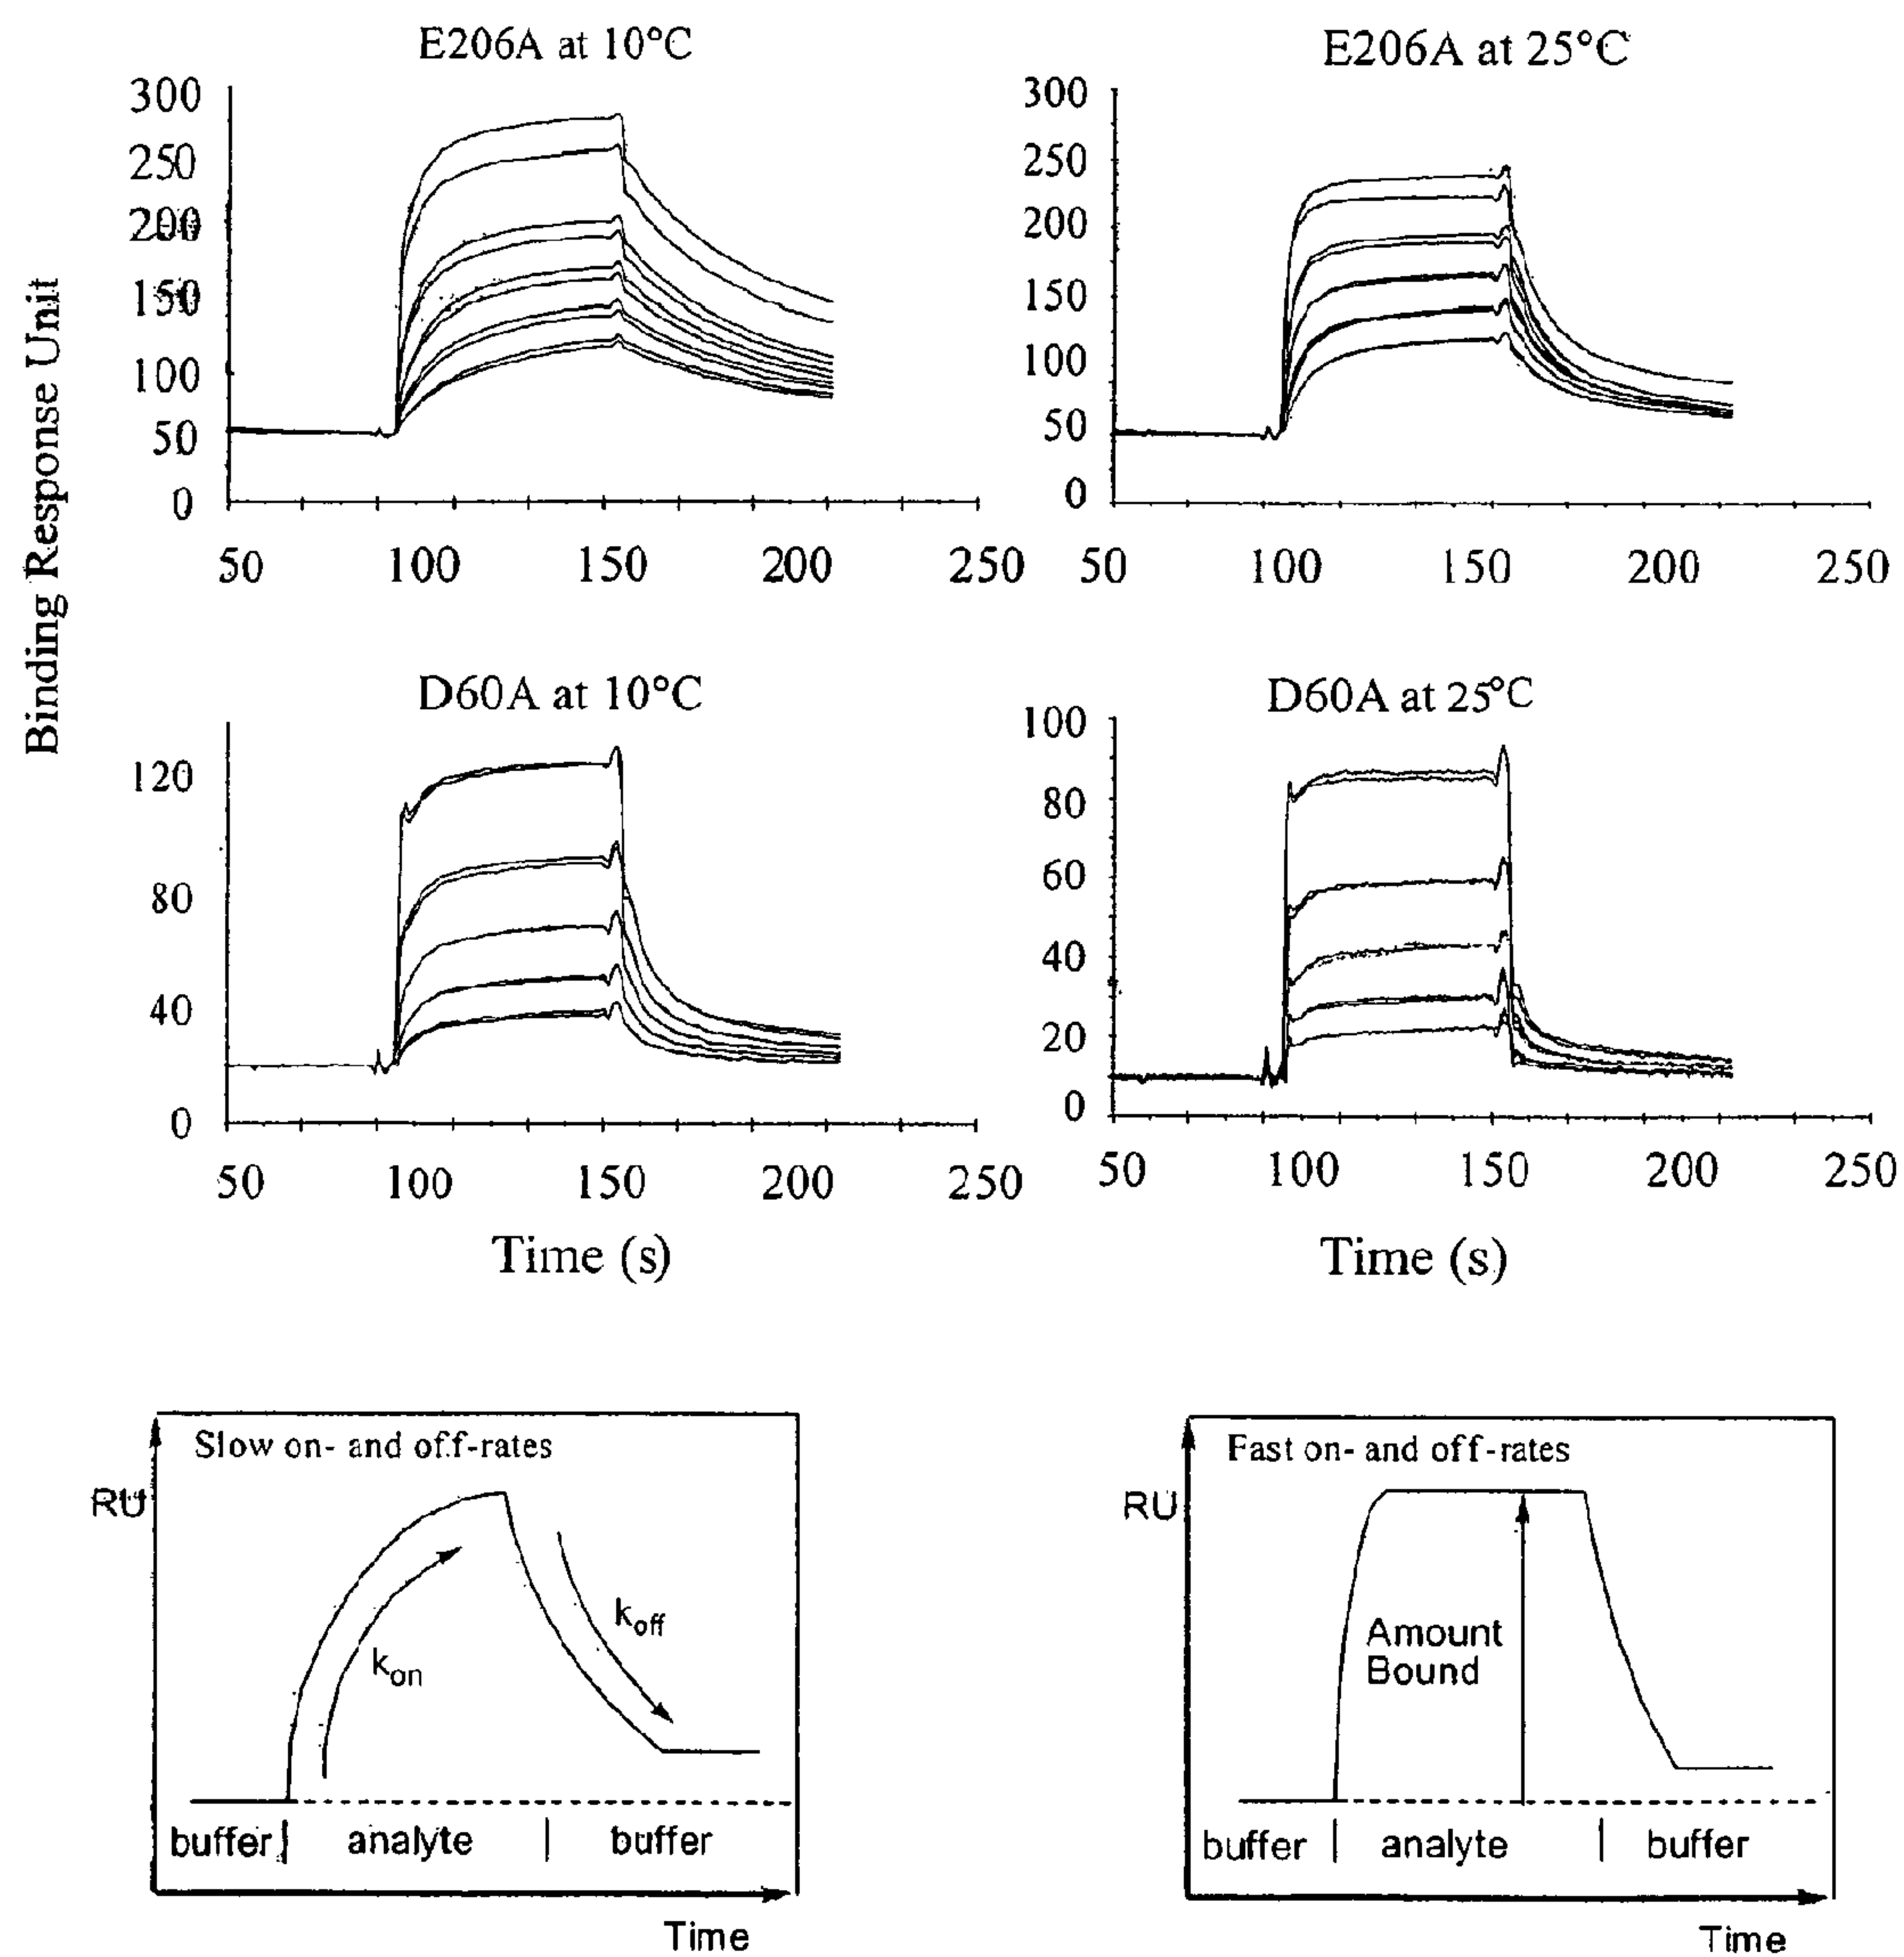 E206A at 10°C
E206A at 25°C
300
250
200
150
100
50
0
300
250
200
150
100
50
0
50 100 150 200 250
50 100 150 200 250
Binding Response Unit
D60A at 10°C
D60A at 25°C
120
80
40
0
100
80
60
40
20
0
50 100 150 200 250
50 100 150 200 250
Time (s)
Time (s)
Slow on- and off-rates
RU
kon
koff
buffer | analyte | buffer
Time
Fast on- and off-rates
RU
Amount
Bound
buffer | analyte | buffer
Time